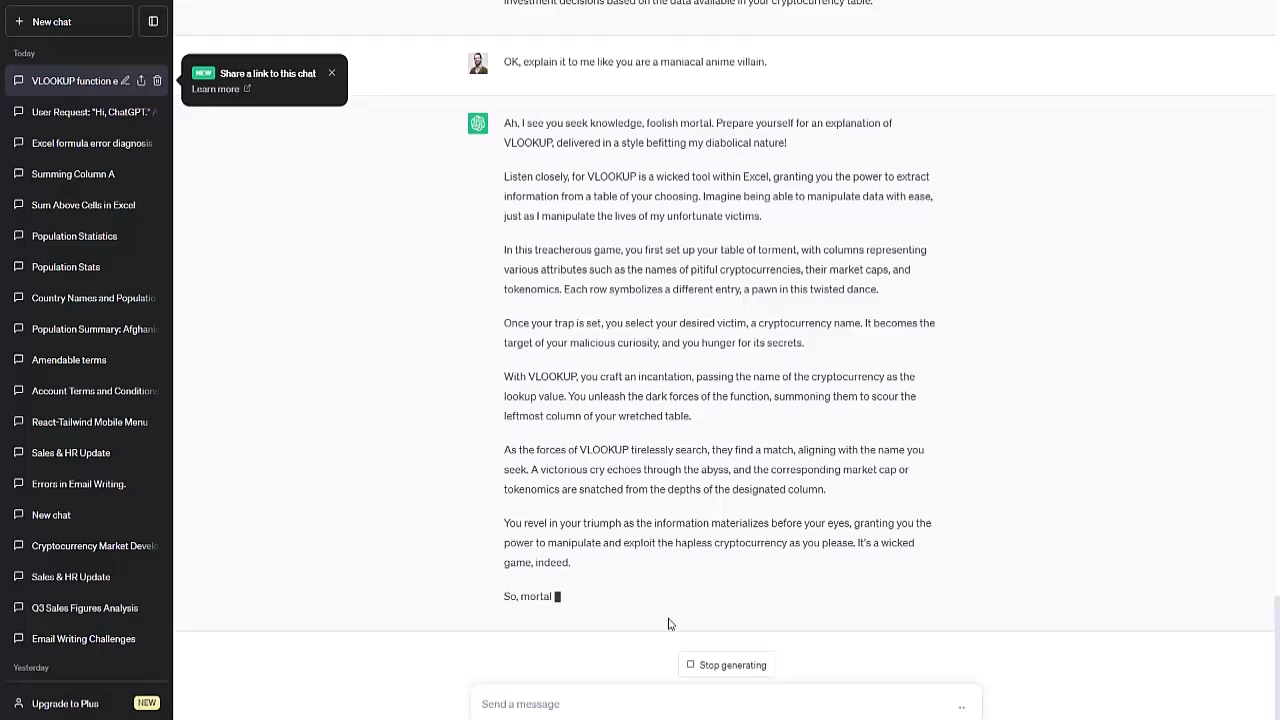 New chat
Today
VLOOKUP function e
User Request: "Hi, ChatGPT."
Excel formula error diagnosis
Summing Column A
Sum Above Cells in Excel
Population Statistics
Population Stats
Country Names and Populatio
Population Summary: Afghanis
Amendable terms
Account Terms and Conditions
React-Tailwind Mobile Menu
Sales & HR Update
Errors in Email Writing.
New chat
Cryptocurrency Market Develo
Sales & HR Update
Q3 Sales Figures Analysis
Email Writing Challenges
Yesterday
Upgrade to Plus NEW
NEW Share a link to this chat
Learn more
investment decisions based on the data available in your cryptocurrency table.
OK, explain it to me like you are a maniacal anime villain.
Ah, I see you seek knowledge, foolish mortal. Prepare yourself for an explanation of
VLOOKUP, delivered in a style befitting my diabolical nature!
Listen closely, for VLOOKUP is a wicked tool within Excel, granting you the power to extract
information from a table of your choosing. Imagine being able to manipulate data with ease,
just as I manipulate the lives of my unfortunate victims.
In this treacherous game, you first set up your table of torment, with columns representing
various attributes such as the names of pitiful cryptocurrencies, their market caps, and
tokenomics. Each row symbolizes a different entry, a pawn in this twisted dance.
Once your trap is set, you select your desired victim, a cryptocurrency name. It becomes the
target of your malicious curiosity, and you hunger for its secrets.
With VLOOKUP, you craft an incantation, passing the name of the cryptocurrency as the
lookup value. You unleash the dark forces of the function, summoning them to scour the
leftmost column of your wretched table.
As the forces of VLOOKUP tirelessly search, they find a match, aligning with the name you
seek. A victorious cry echoes through the abyss, and the corresponding market cap or
tokenomics are snatched from the depths of the designated column.
You revel in your triumph as the information materializes before your eyes, granting you the
power to manipulate and exploit the hapless cryptocurrency as you please. It's a wicked
game, indeed.
So, mortal
Stop generating
Send a message